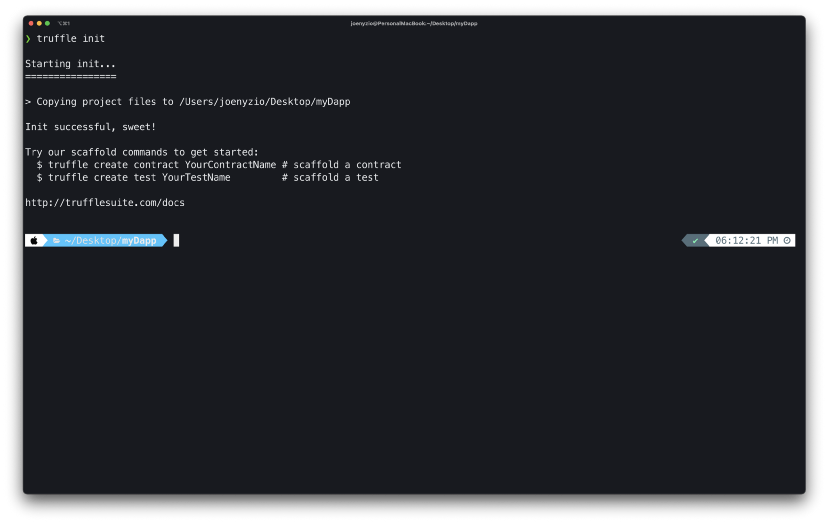 ⌥⌘1
joenyzio@PersonalMacBook:~/Desktop/myDapp
❯ truffle init
Starting init...
================
> Copying project files to /Users/joenyzio/Desktop/myDapp
Init successful, sweet!
Try our scaffold commands to get started:
$ truffle create contract YourContractName # scaffold a contract
$ truffle create test YourTestName # scaffold a test
http://trufflesuite.com/docs
~/Desktop/myDapp ✔ 06:12:21 PM